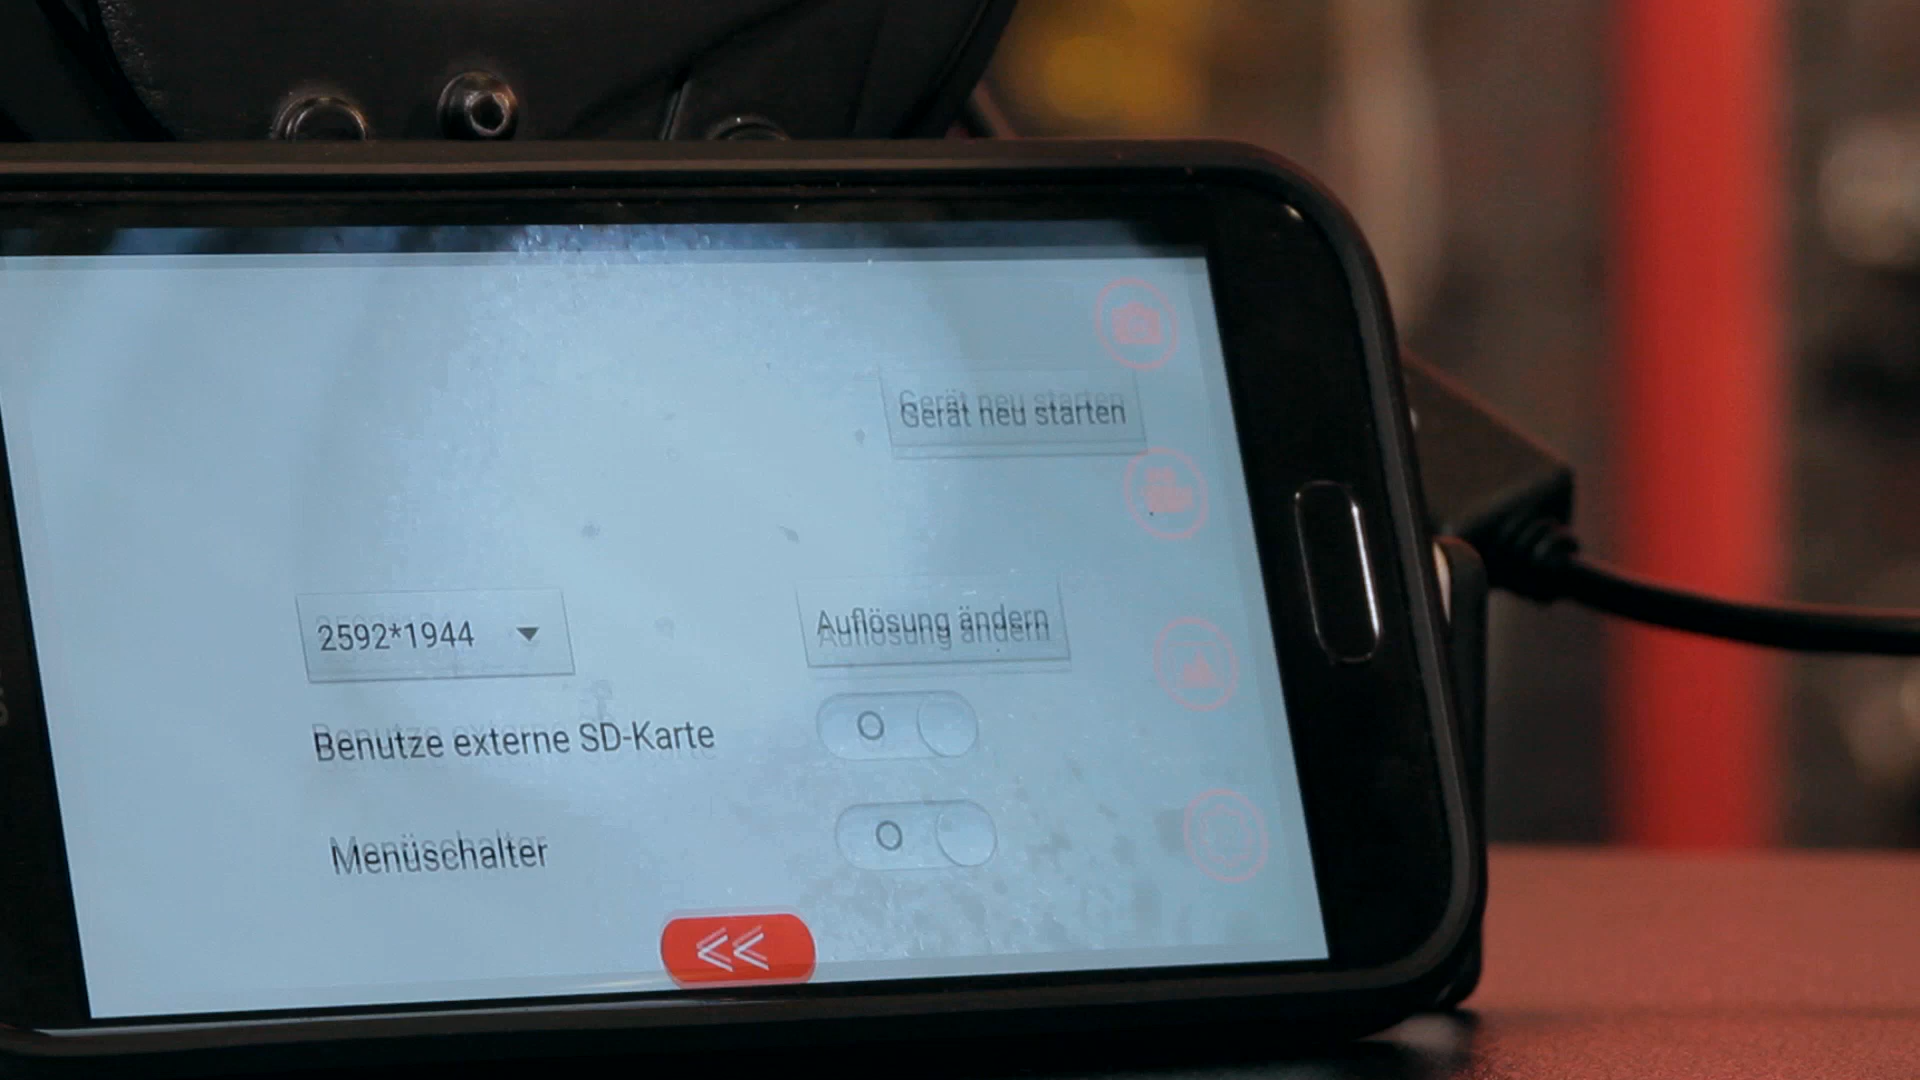 Gerät neu starten
2592*1944
Auflösung ändern
Benutze externe SD-Karte
Menüschalter